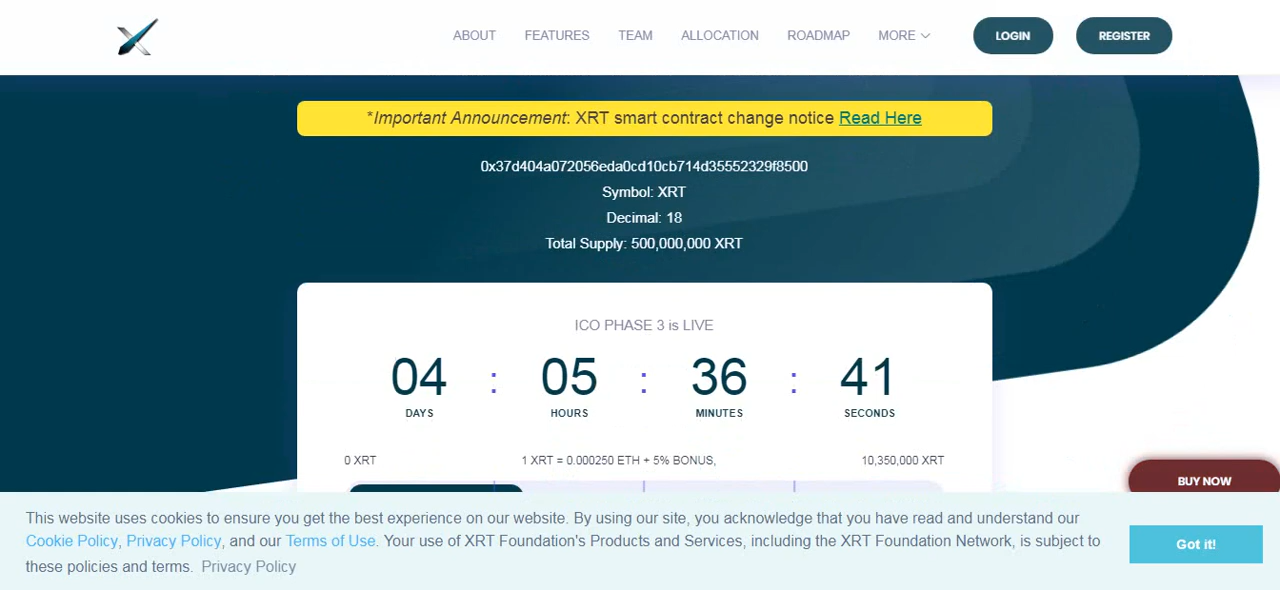 ABOUT FEATURES TEAM ALLOCATION ROADMAP MORE LOGIN REGISTER
*Important Announcement: XRT smart contract change notice Read Here
0x37d404a072056eda0cd10cb714d35552329f8500
Symbol: XRT
Decimal: 18
Total Supply: 500,000,000 XRT
ICO PHASE 3 is LIVE
04 : 05 : 36 : 41
DAYS HOURS MINUTES SECONDS
0 XRT 1 XRT = 0.000250 ETH + 5% BONUS, 10,350,000 XRT
BUY NOW
This website uses cookies to ensure you get the best experience on our website. By using our site, you acknowledge that you have read and understand our
Cookie Policy, Privacy Policy, and our Terms of Use. Your use of XRT Foundation's Products and Services, including the XRT Foundation Network, is subject to
these policies and terms. Privacy Policy
Got it!